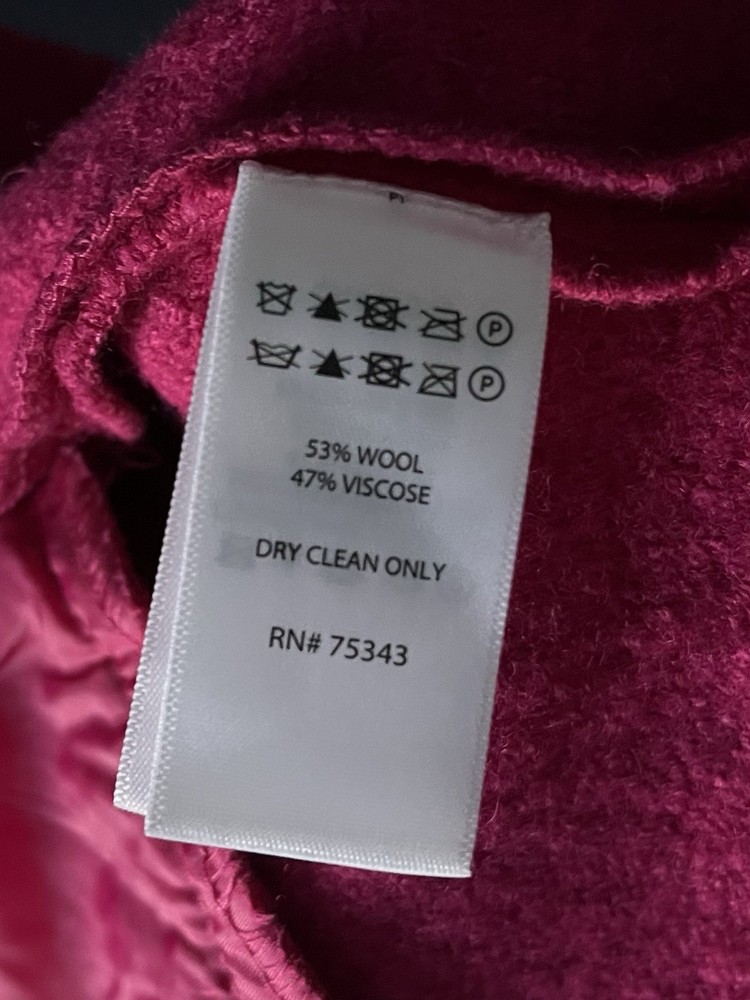 P
P
53% WOOL
47% VISCOSE
DRY CLEAN ONLY
RN# 75343